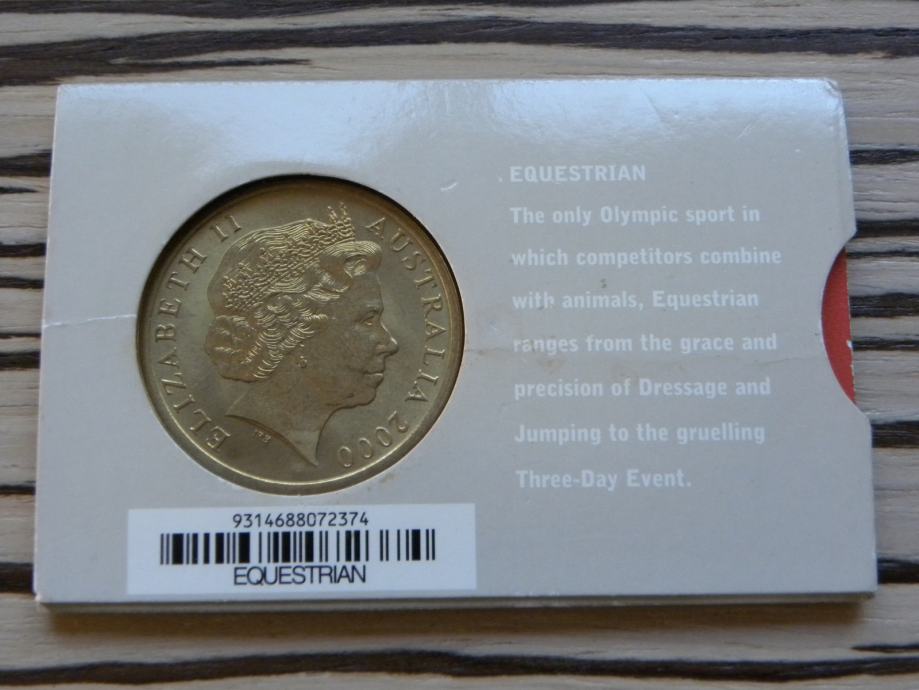 ELIZABETH II AUSTRALIA 2000
IRB
S
EQUESTRIAN
The only Olympic sport in
which competitors combine
with animals, Equestrian
ranges from the grace and
precision of Dressage and
Jumping to the gruelling
Three-Day Event.
9314688072374
EQUESTRIAN